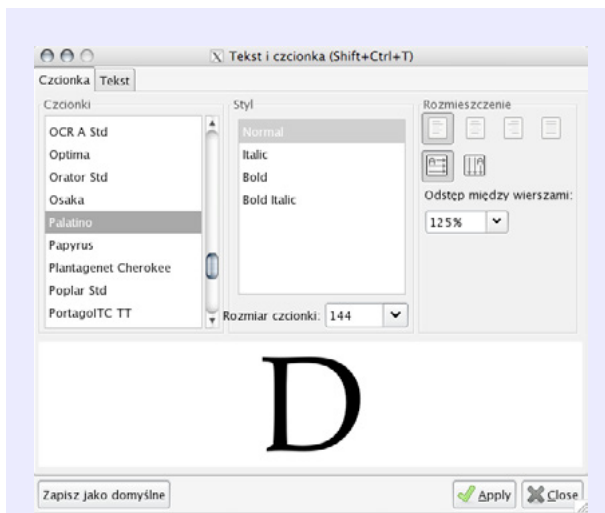 Tekst i czcionka (Shift+Ctrl+T)
Czcionka Tekst
Czcionki
OCR A Std
Optima
Orator Std
Osaka
Palatino
Papyrus
Plantagenet Cherokee
Poplar Std
PortagoITC TT
Styl
Normal
Italic
Bold
Bold Italic
Rozmiar czcionki: 144
Rozmieszczenie
Odstęp między wierszami:
125%
D
Zapisz jako domyślne
Apply
Close